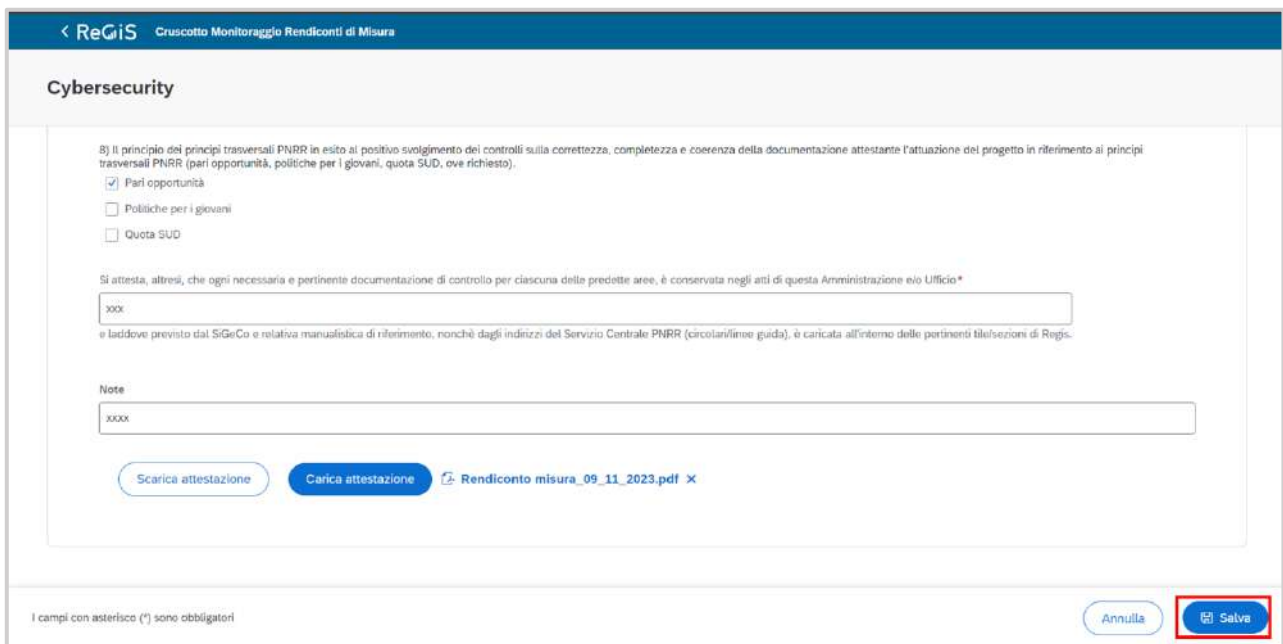 < ReGiS Cruscotto Monitoraggio Rendiconti di Misura
Cybersecurity
8) Il principio dei principi trasversali PNRR in esito al positivo svolgimento dei controlli sulla correttezza, completezza e coerenza della documentazione attestante l'attuazione del progetto in riferimento ai principi
trasversali PNRR (pari opportunità, politiche per i giovani, quota SUD, ove richiesto).
Pari opportunità
Politiche per i giovani
Quota SUD
Si attesta, altresì, che ogni necessaria e pertinente documentazione di controllo per ciascuna delle predette aree, è conservata negli atti di questa Amministrazione e/o Ufficio*
xxx
e laddove previsto dal SiGeCo e relativa manualistica di riferimento, nonchè dagli indirizzi del Servizio Centrale PNRR (circolari/linee guida), è caricata all'interno delle pertinenti tile/sezioni di Regis.
Note
xxxx
Scarica attestazione Carica attestazione Rendiconto misura_09_11_2023.pdf ×
I campi con asterisco (*) sono obbligatori Annulla Salva